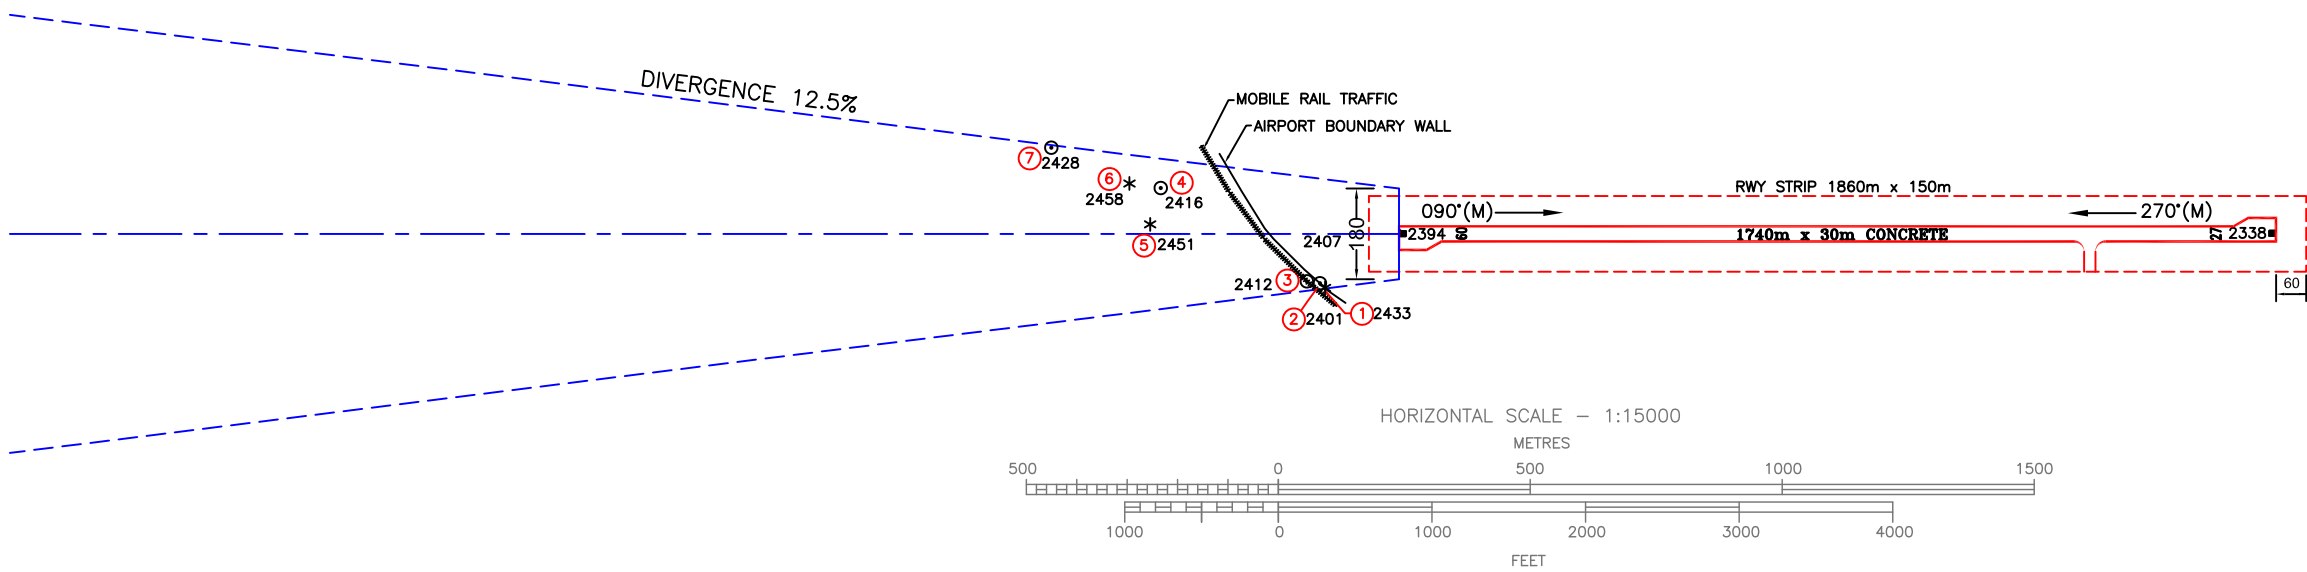 DIVERGENCE 12.5%
MOBILE RAIL TRAFFIC
AIRPORT BOUNDARY WALL
7 2428
6
2458
4
2416
5 2451
RWY STRIP 1860m x 150m
090°(M)
270°(M)
2407
180
2394
09
1740m x 30m CONCRETE
27
2338
2412 3
2 2401
1 2433
60
HORIZONTAL SCALE - 1:15000
METRES
500 0 500 1000 1500
1000 0 1000 2000 3000 4000
FEET